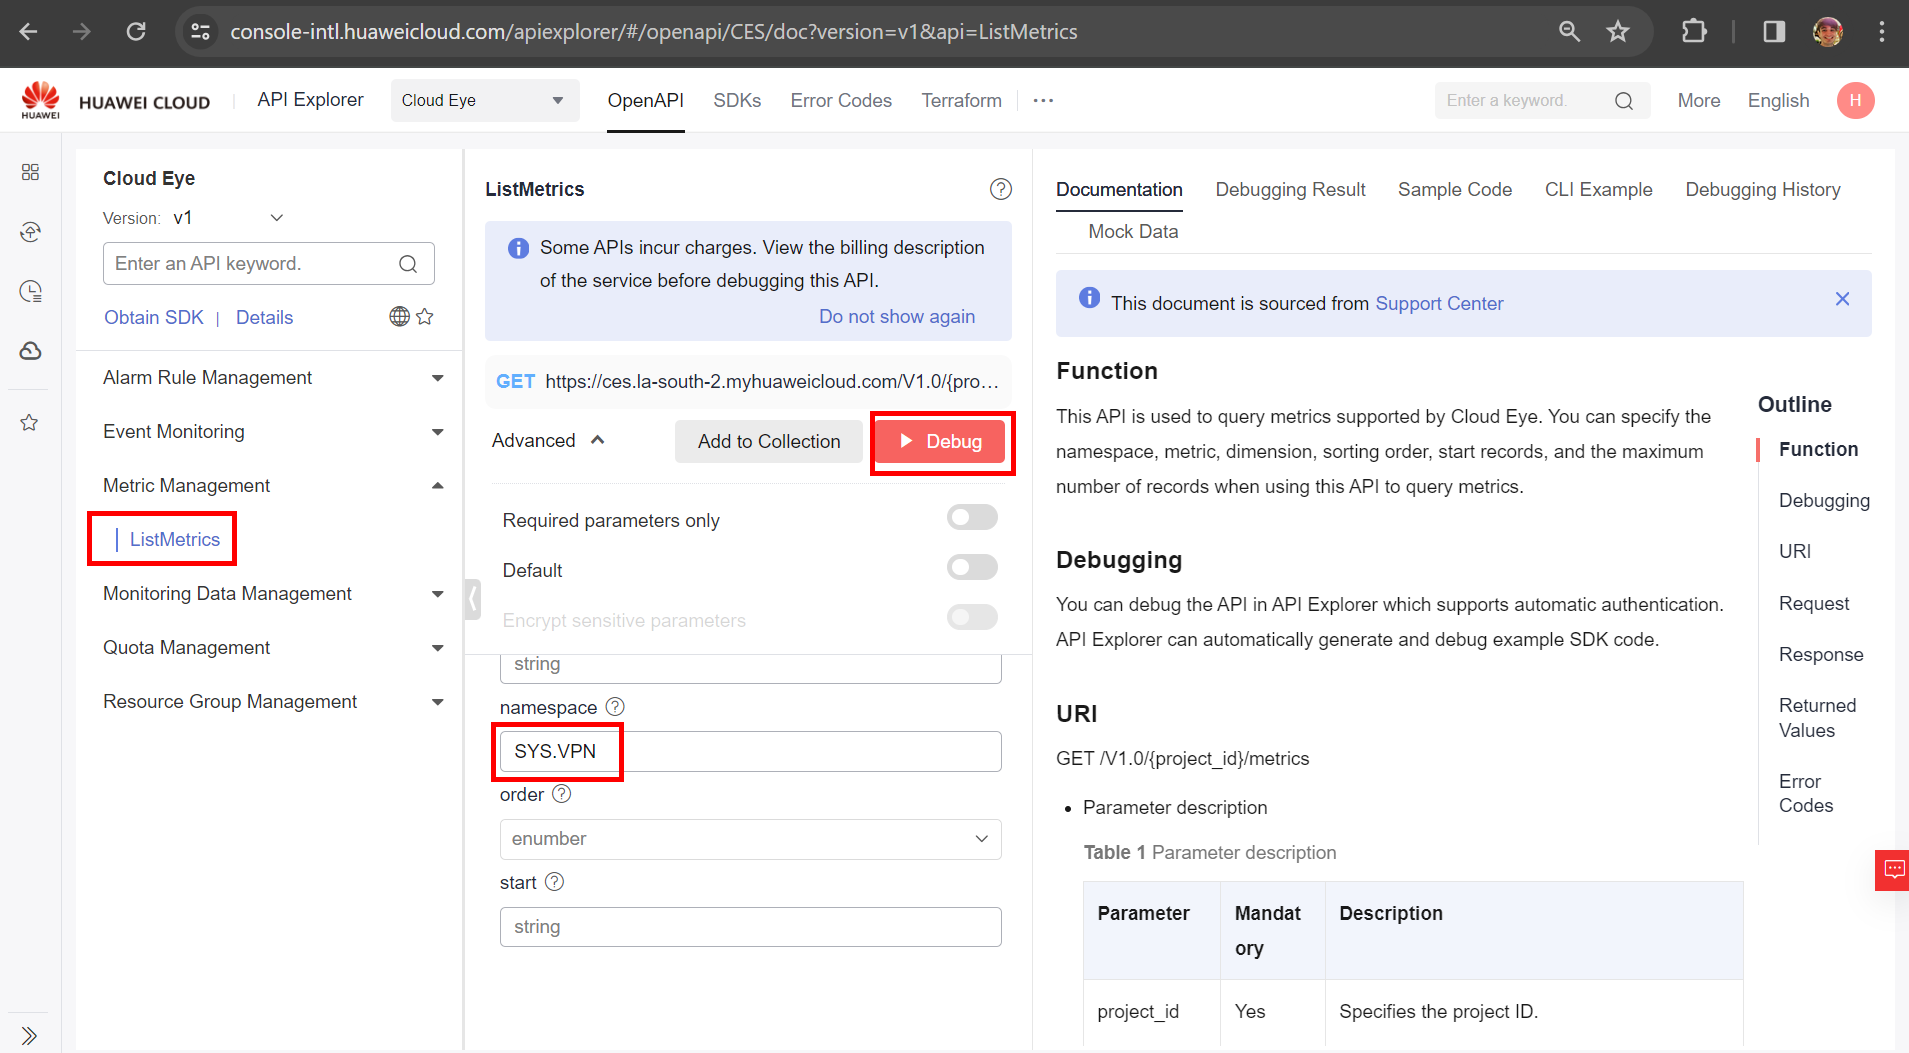 console-intl.huaweicloud.com/apiexplorer/#/openapi/CES/doc?version=v1&api=ListMetrics
HUAWEI
HUAWEI CLOUD
API Explorer
Cloud Eye
OpenAPI
SDKs
Error Codes
Terraform
Enter a keyword.
More
English
H
Cloud Eye
Version: v1
Enter an API keyword.
Obtain SDK | Details
Alarm Rule Management
Event Monitoring
Metric Management
ListMetrics
Monitoring Data Management
Quota Management
Resource Group Management
ListMetrics
Some APIs incur charges. View the billing description
of the service before debugging this API.
Do not show again
GET https://ces.la-south-2.myhuaweicloud.com/V1.0/{pro...
Advanced
Add to Collection
Debug
Required parameters only
Default
Encrypt sensitive parameters
string
namespace
SYS.VPN
order
enumber
start
string
Documentation
Debugging Result
Sample Code
CLI Example
Debugging History
Mock Data
This document is sourced from Support Center
Function
This API is used to query metrics supported by Cloud Eye. You can specify the
namespace, metric, dimension, sorting order, start records, and the maximum
number of records when using this API to query metrics.
Debugging
You can debug the API in API Explorer which supports automatic authentication.
API Explorer can automatically generate and debug example SDK code.
URI
GET /V1.0/{project_id}/metrics
• Parameter description
Table 1 Parameter description
Parameter
Mandat
ory
Description
project_id
Yes
Specifies the project ID.
Outline
Function
Debugging
URI
Request
Response
Returned
Values
Error
Codes